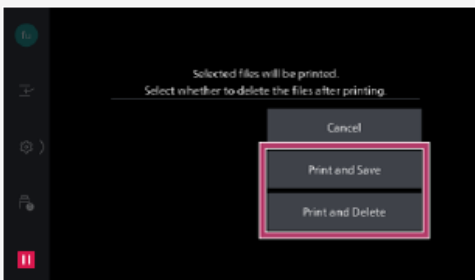 Selected files will be printed.
Select whether to delete the files after printing.
Cancel
Print and Save
Print and Delete